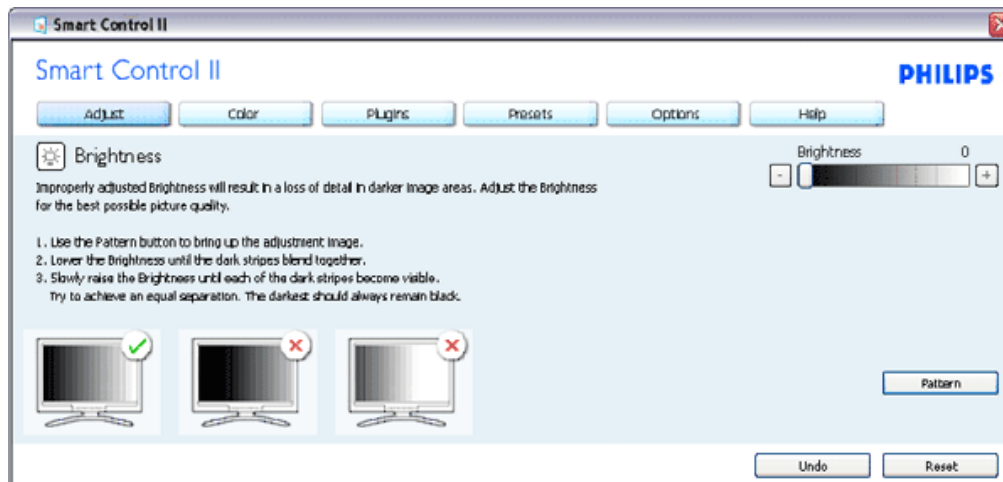 Smart Control II
Smart Control II
PHILIPS
Adjust Color Plugins Presets Options Help
Brightness
Brightness 0
Improperly adjusted Brightness will result in a loss of detail in darker image areas. Adjust the Brightness
for the best possible picture quality.
- +
1. Use the Pattern button to bring up the adjustment image.
2. Lower the Brightness until the dark stripes blend together.
3. Slowly raise the Brightness until each of the dark stripes become visible.
Try to achieve an equal separation. The darkest should always remain black.
Pattern
Undo Reset